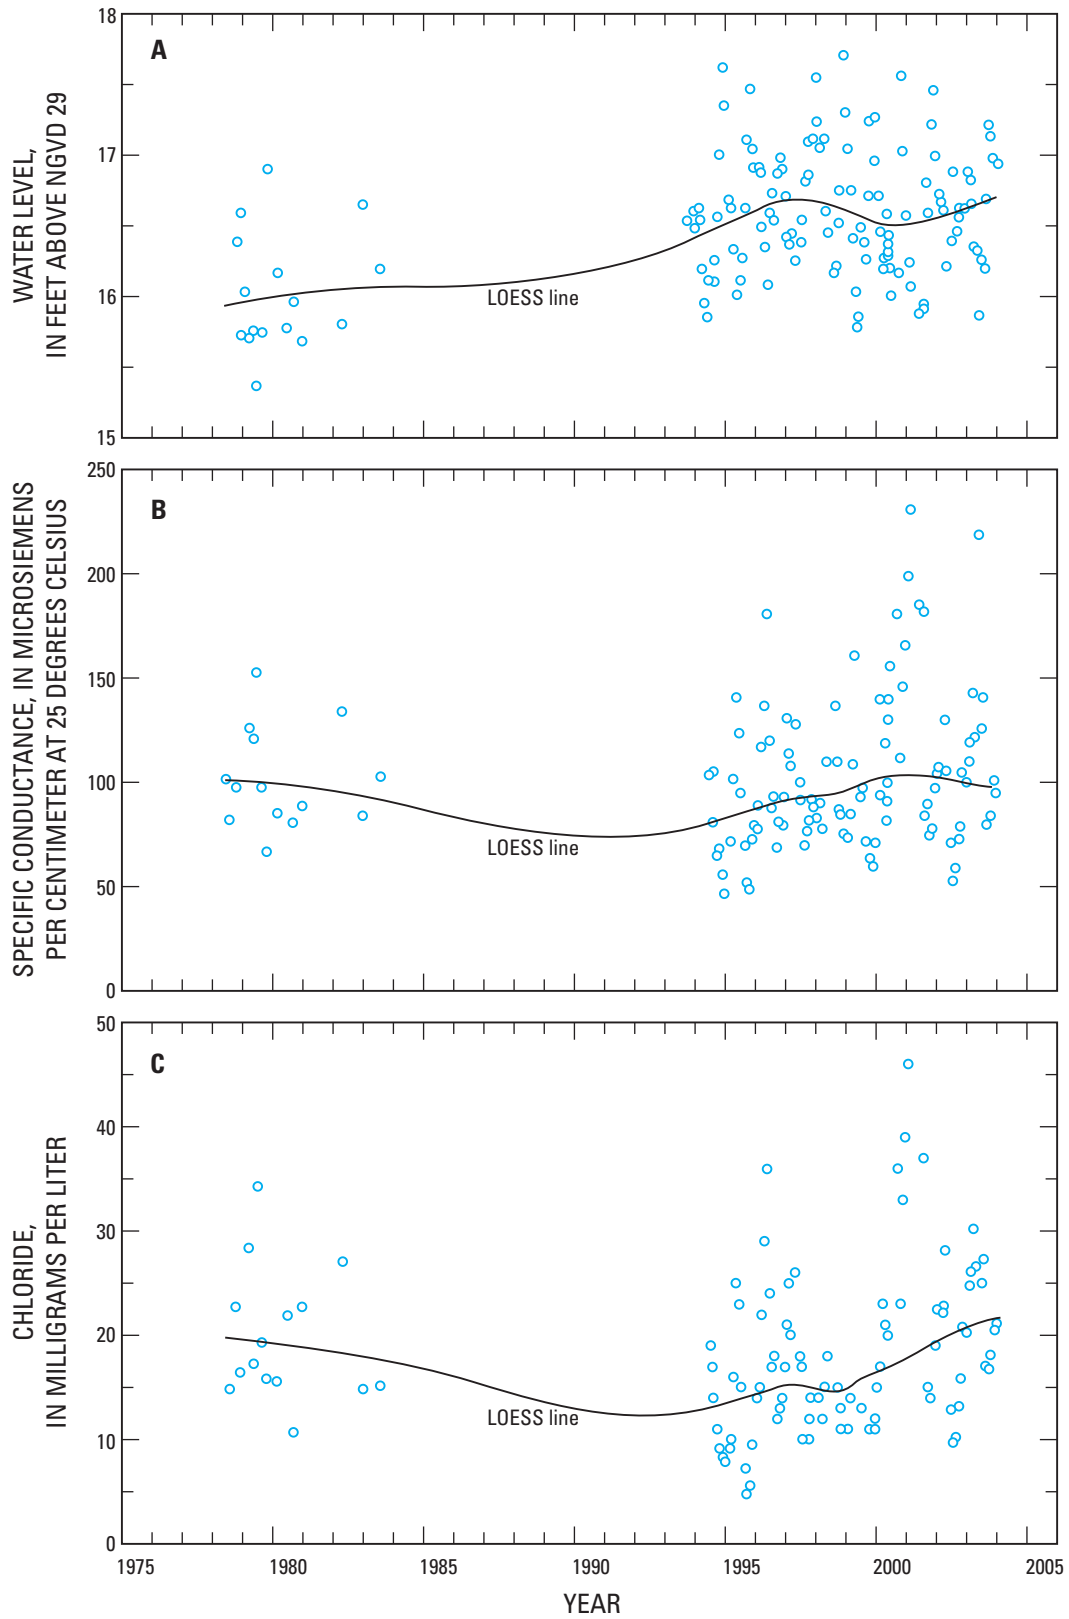 A
WATER LEVEL,
IN FEET ABOVE NGVD 29
18
17
16
15
LOESS line
B
SPECIFIC CONDUCTANCE, IN MICROSIEMENS
PER CENTIMETER AT 25 DEGREES CELSIUS
250
200
150
100
50
0
LOESS line
C
CHLORIDE,
IN MILLIGRAMS PER LITER
50
40
30
20
10
0
LOESS line
1975 1980 1985 1990 1995 2000 2005
YEAR